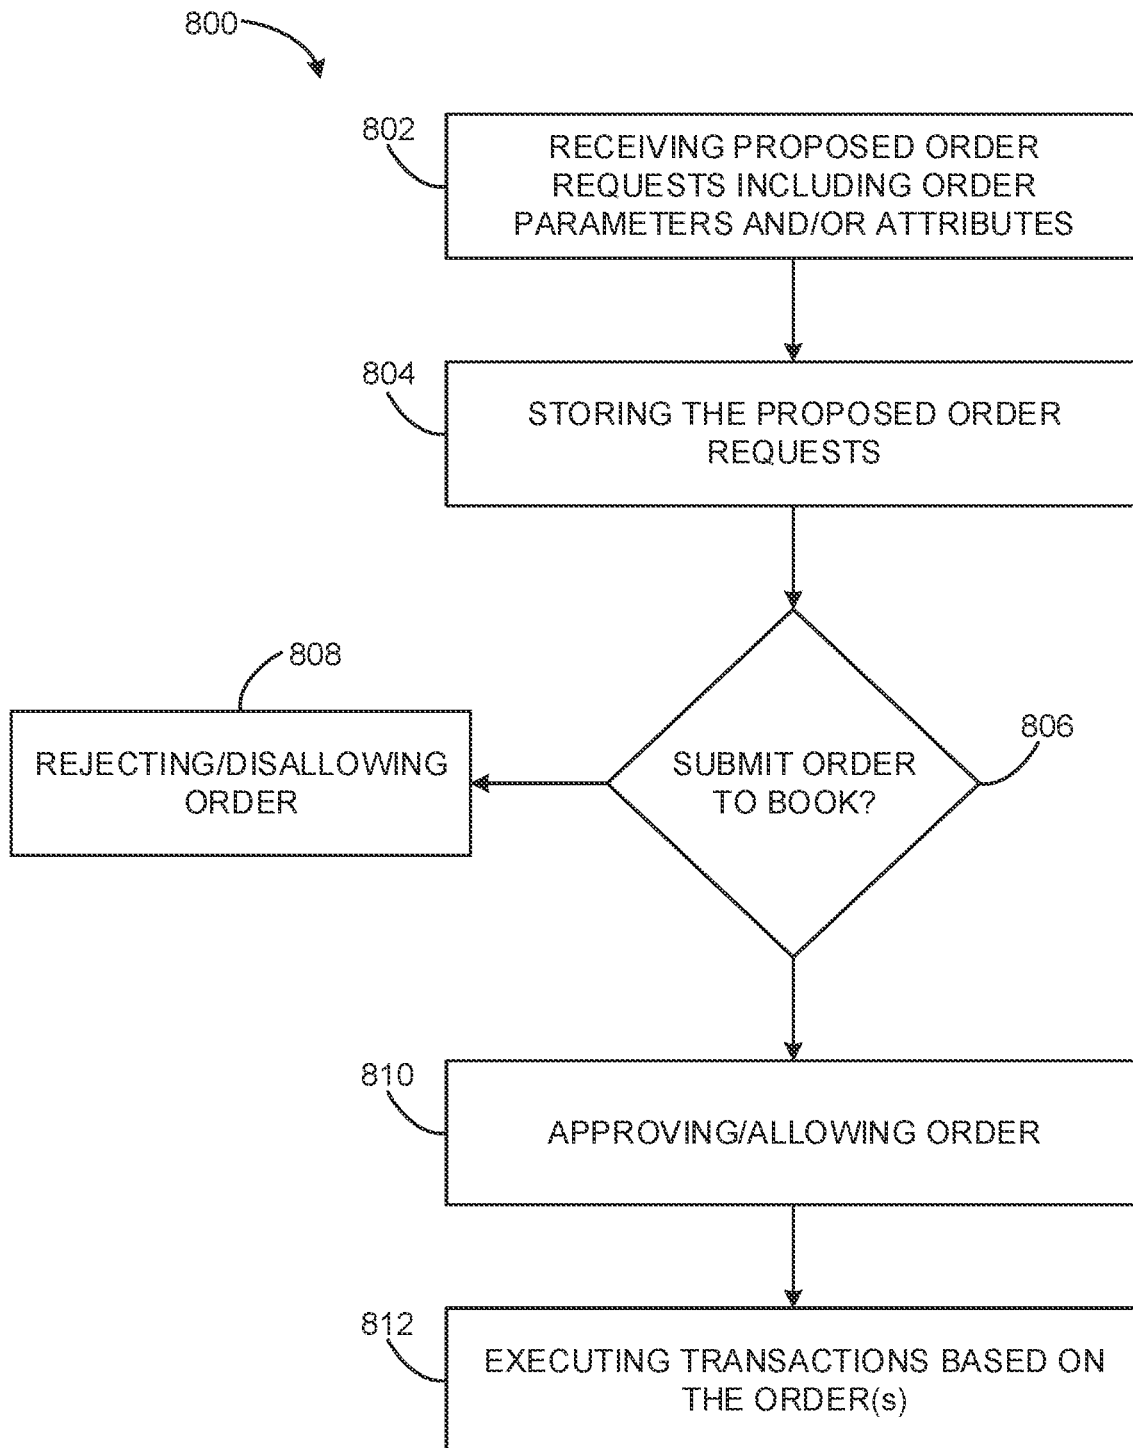 800
802
RECEIVING PROPOSED ORDER
REQUESTS INCLUDING ORDER
PARAMETERS AND/OR ATTRIBUTES
804
STORING THE PROPOSED ORDER
REQUESTS
808
REJECTING/DISALLOWING
ORDER
806
SUBMIT ORDER
TO BOOK?
810
APPROVING/ALLOWING ORDER
812
EXECUTING TRANSACTIONS BASED ON
THE ORDER(s)